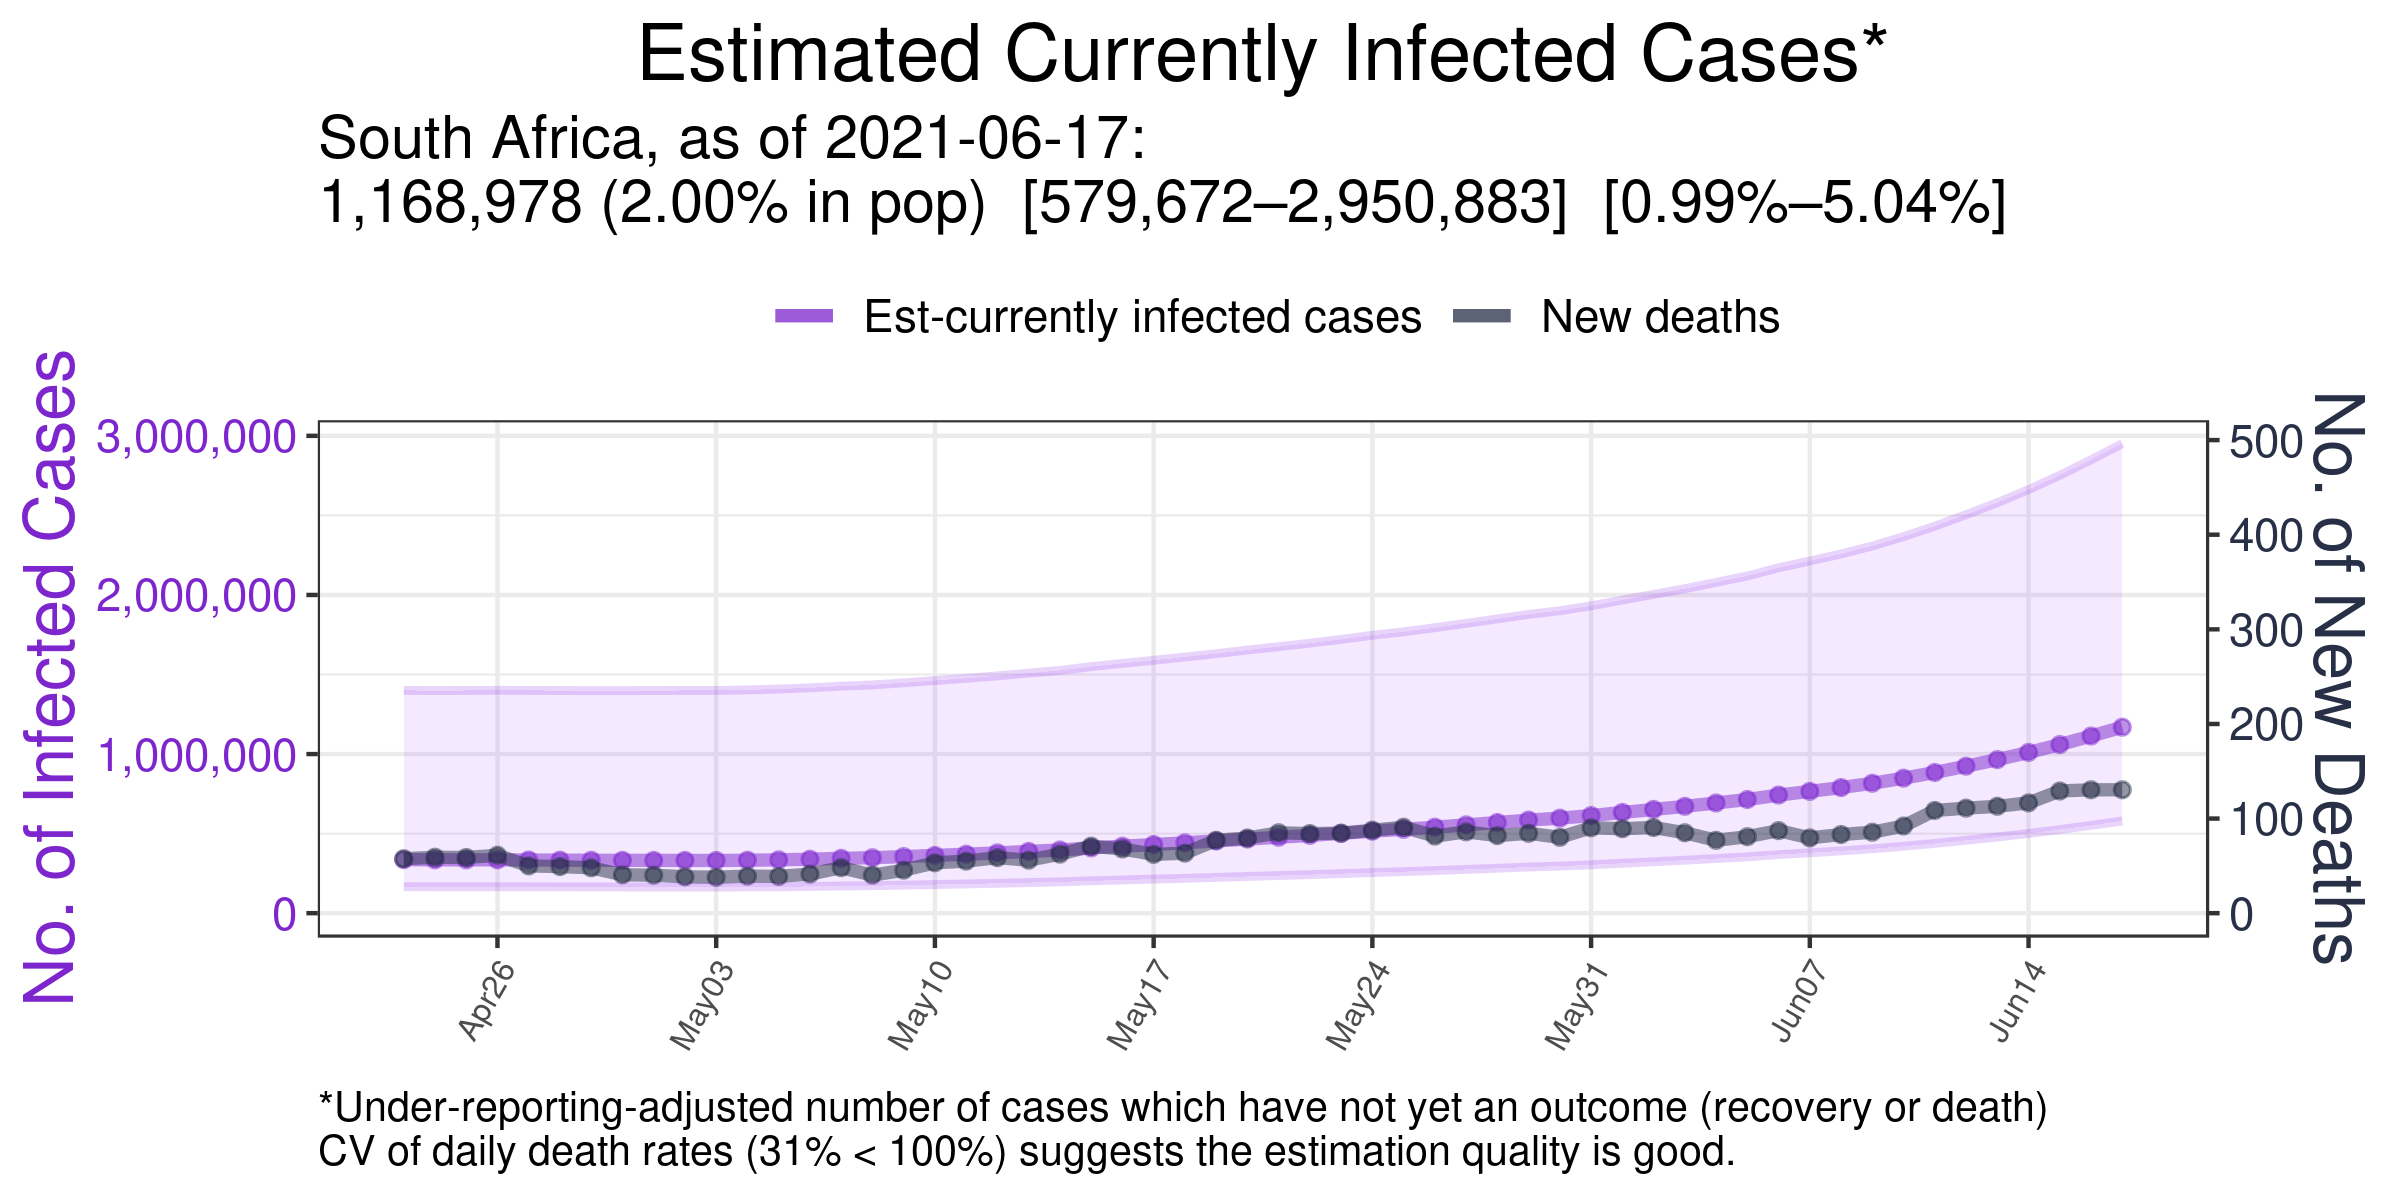 Estimated Currently Infected Cases*
South Africa, as of 2021-06-17:
1,168,978 (2.00% in pop)  [579,672–2,950,883]  [0.99%–5.04%]
Est-currently infected cases
New deaths
No. of Infected Cases
3,000,000
2,000,000
1,000,000
0
500
400
300
200
100
0
No. of New Deaths
Apr26
May03
May10
May17
May24
May31
Jun07
Jun14
*Under-reporting-adjusted number of cases which have not yet an outcome (recovery or death)
CV of daily death rates (31% < 100%) suggests the estimation quality is good.